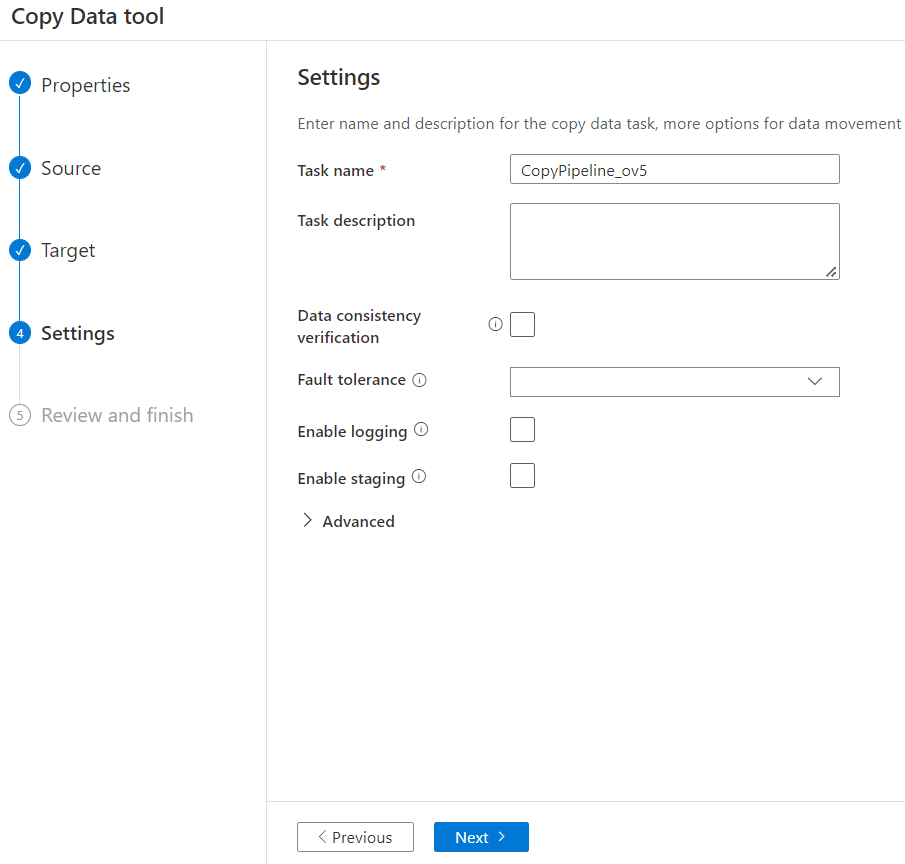 Copy Data tool
Properties
Source
Target
4 Settings
5 Review and finish
Settings
Enter name and description for the copy data task, more options for data movement
Task name *
CopyPipeline_ov5
Task description
Data consistency
verification
Fault tolerance
Enable logging
Enable staging
Advanced
Previous
Next